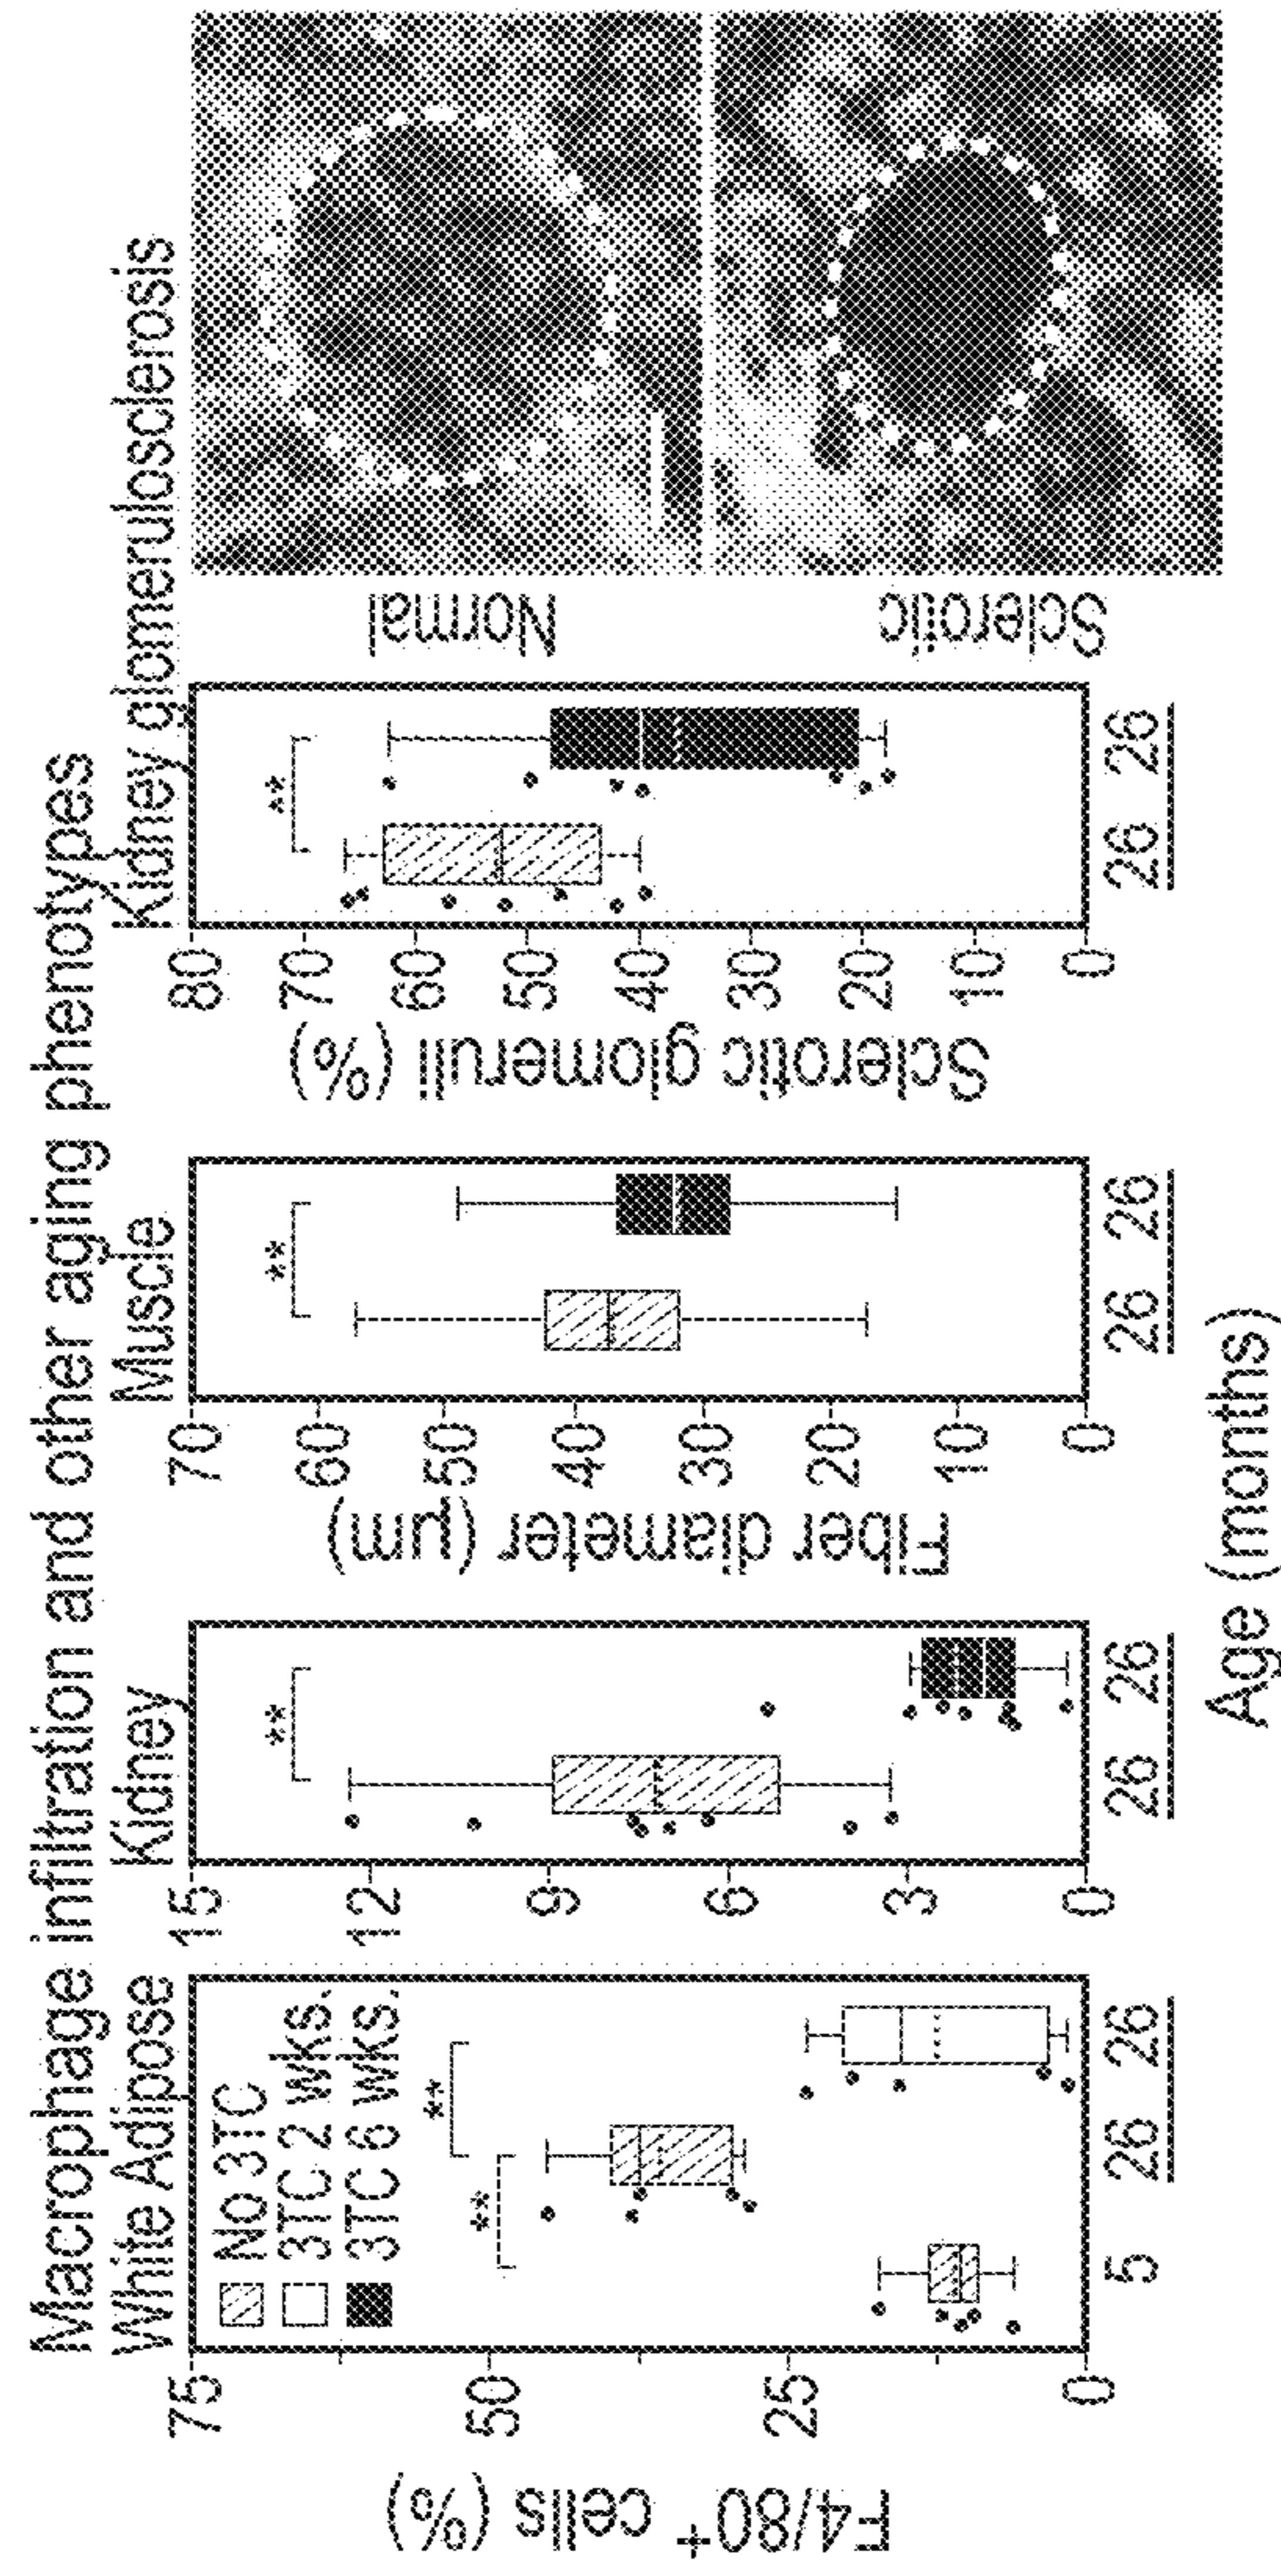 Macrophage infiltration and other aging phenotypes
White Adipose
Kidney
Muscle
Kidney glomerulosclerosis
F4/80+ cells (%)
75
50
25
0
No 3TC
3TC 2 wks.
3TC 6 wks.
**
**
5
26
26
15
12
9
6
3
0
**
26
26
Fiber diameter (µm)
70
60
50
40
30
20
10
0
**
26
26
Sclerotic glomeruli (%)
80
70
60
50
40
30
20
10
0
**
26
26
Normal
Sclerotic
Age (months)